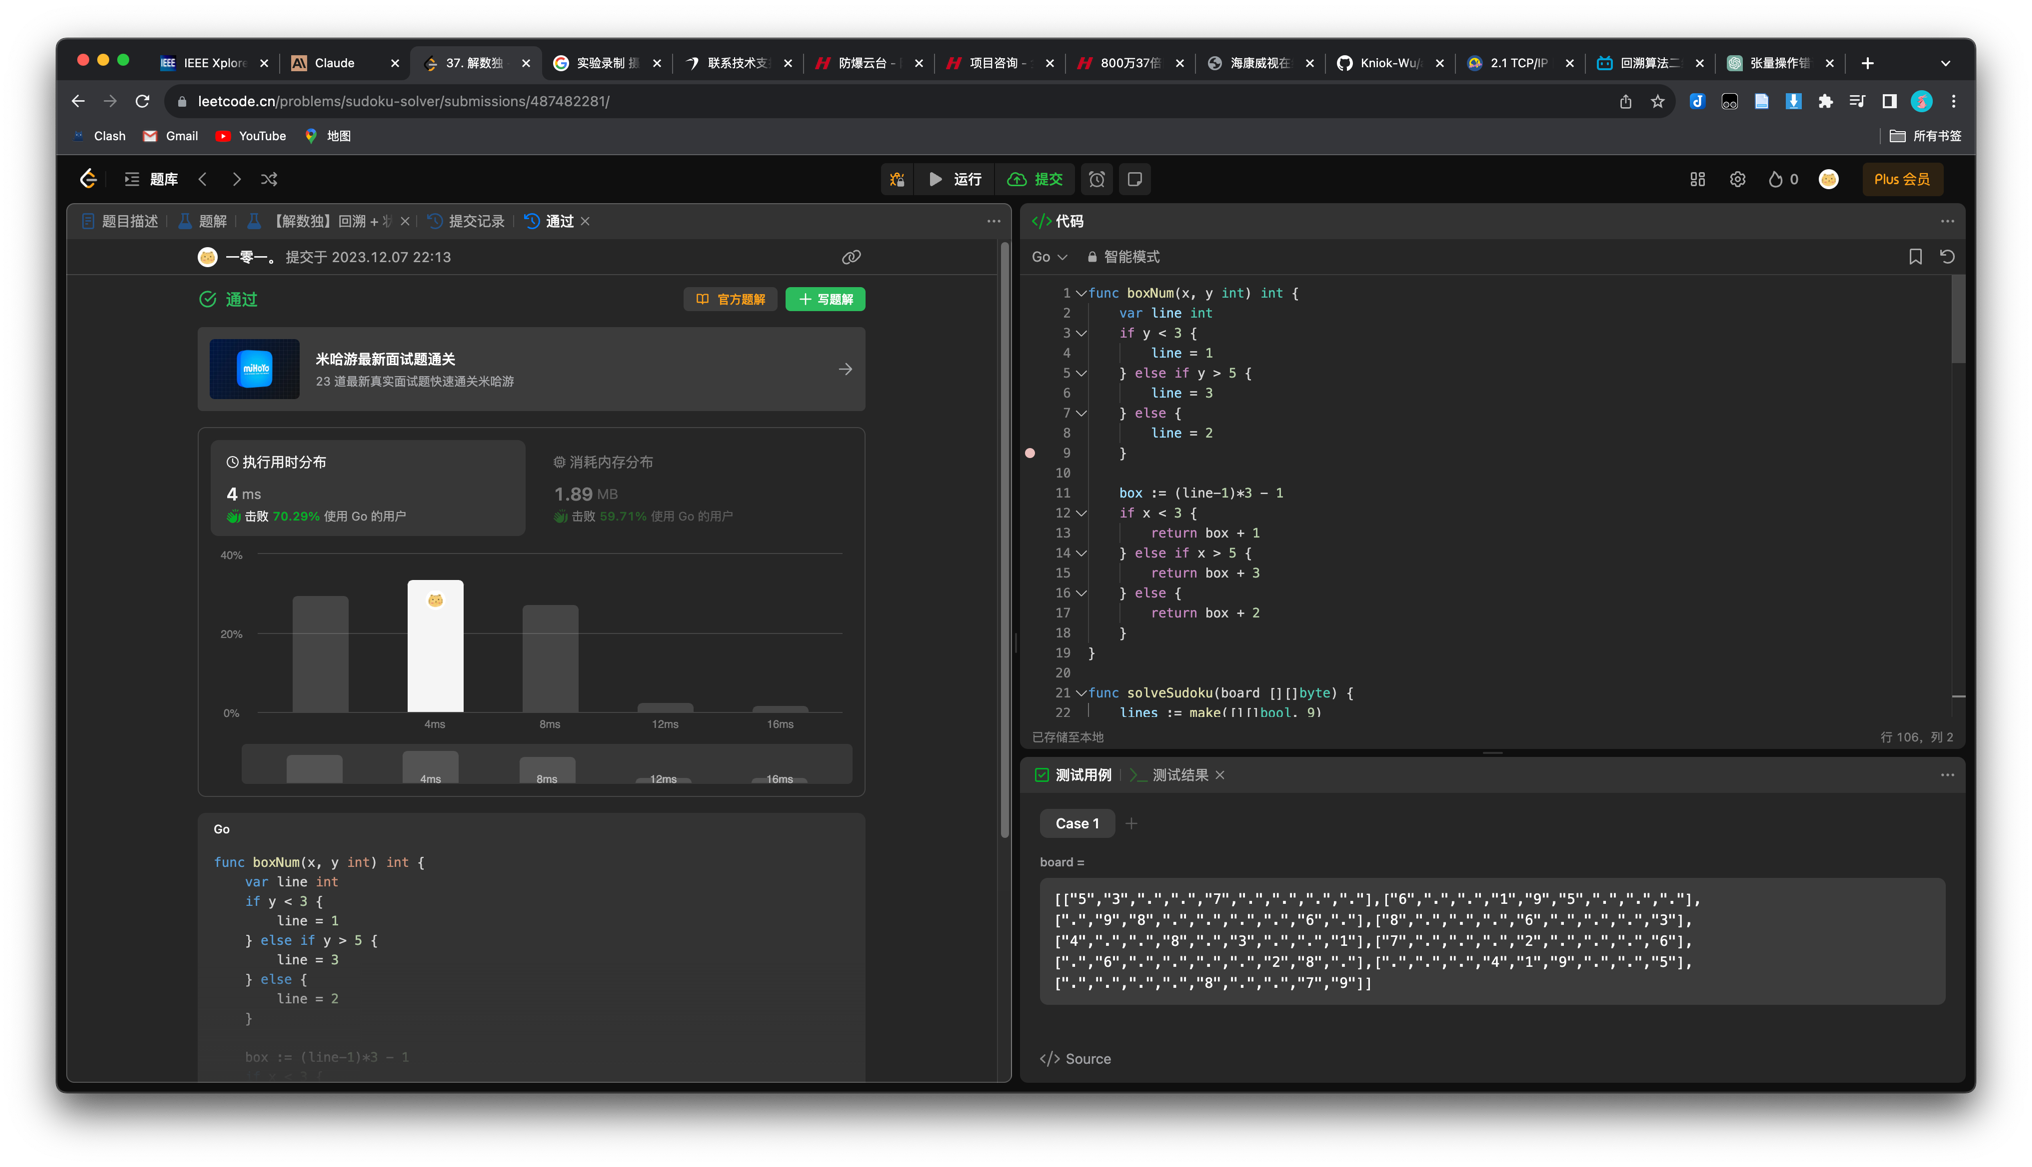 IEEE Xplore
Claude
37. 解数独
实验录制
联系技术支
防爆云台 -
项目咨询 -
800万37倍
海康威视在
Kniok-Wu/
2.1 TCP/IP
回溯算法二
张量操作错
leetcode.cn/problems/sudoku-solver/submissions/487482281/
Clash
Gmail
YouTube
地图
所有书签
题库
运行
提交
0
Plus 会员
题目描述
题解
【解数独】回溯 + 状
提交记录
通过
一零一。 提交于 2023.12.07 22:13
通过
官方题解
写题解
miHoYo
米哈游最新面试题通关
23 道最新真实面试题快速通关米哈游
执行用时分布
4 ms
击败 70.29% 使用 Go 的用户
消耗内存分布
1.89 MB
击败 59.71% 使用 Go 的用户
40%
20%
0%
4ms
8ms
12ms
16ms
4ms
8ms
12ms
16ms
Go
func boxNum(x, y int) int {
var line int
if y < 3 {
line = 1
} else if y > 5 {
line = 3
} else {
line = 2
}
box := (line-1)*3 - 1
if x < 3 {
</> 代码
Go
智能模式
1 func boxNum(x, y int) int {
2 var line int
3 if y < 3 {
4 line = 1
5 } else if y > 5 {
6 line = 3
7 } else {
8 line = 2
9 }
10
11 box := (line-1)*3 - 1
12 if x < 3 {
13 return box + 1
14 } else if x > 5 {
15 return box + 3
16 } else {
17 return box + 2
18 }
19 }
20
21 func solveSudoku(board [][]byte) {
22 lines := make([][]bool, 9)
已存储至本地
行 106, 列 2
测试用例
测试结果
Case 1
board =
[["5","3",".",".","7",".",".",".","."],["6",".",".","1","9","5",".",".","."],
[".","9","8",".",".",".",".","6","."],["8",".",".",".","6",".",".",".","3"],
["4",".",".","8",".","3",".",".","1"],["7",".",".",".","2",".",".",".","6"],
[".","6",".",".",".",".","2","8","."],[".",".",".","4","1","9",".",".","5"],
[".",".",".",".","8",".",".","7","9"]]
</> Source